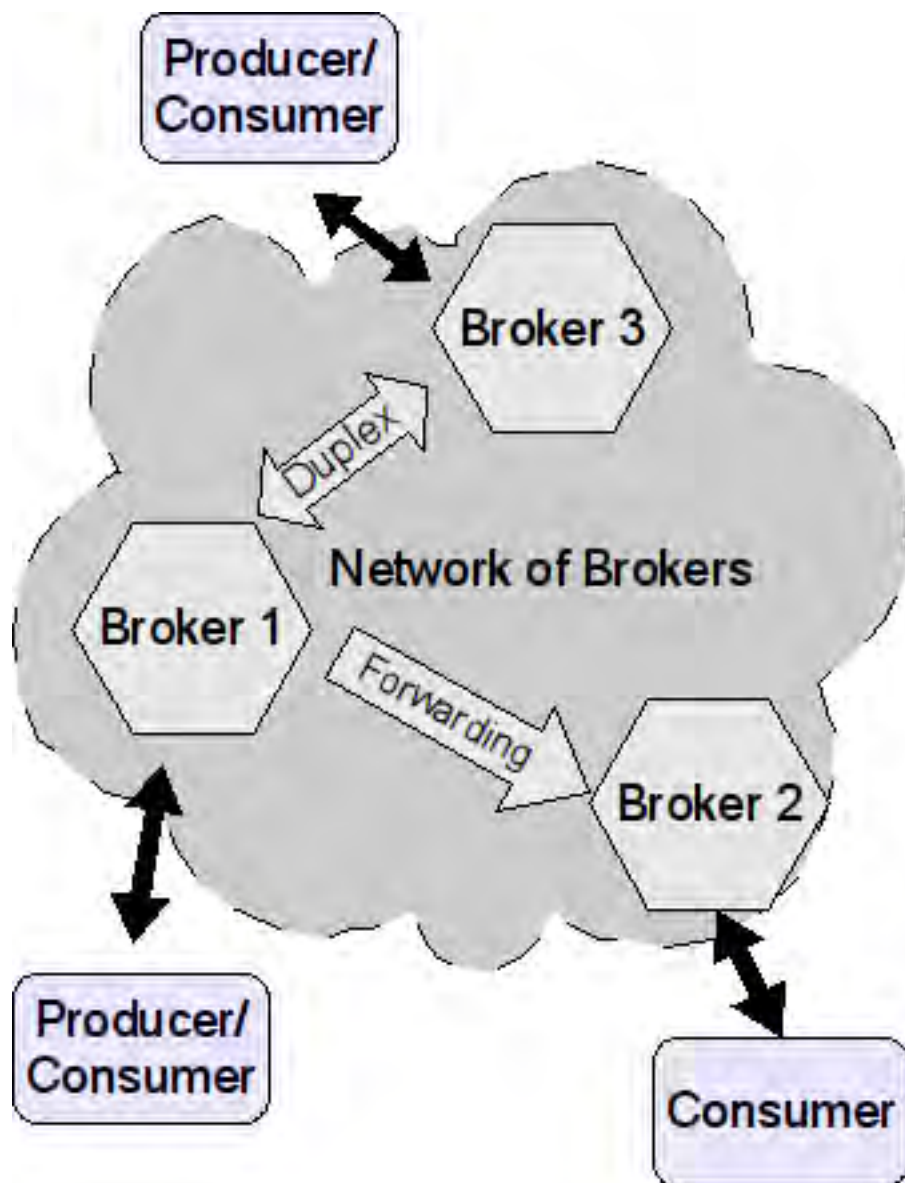 Producer/
Consumer
Broker 3
Duplex
Network of Brokers
Broker 1
Forwarding
Broker 2
Producer/
Consumer
Consumer